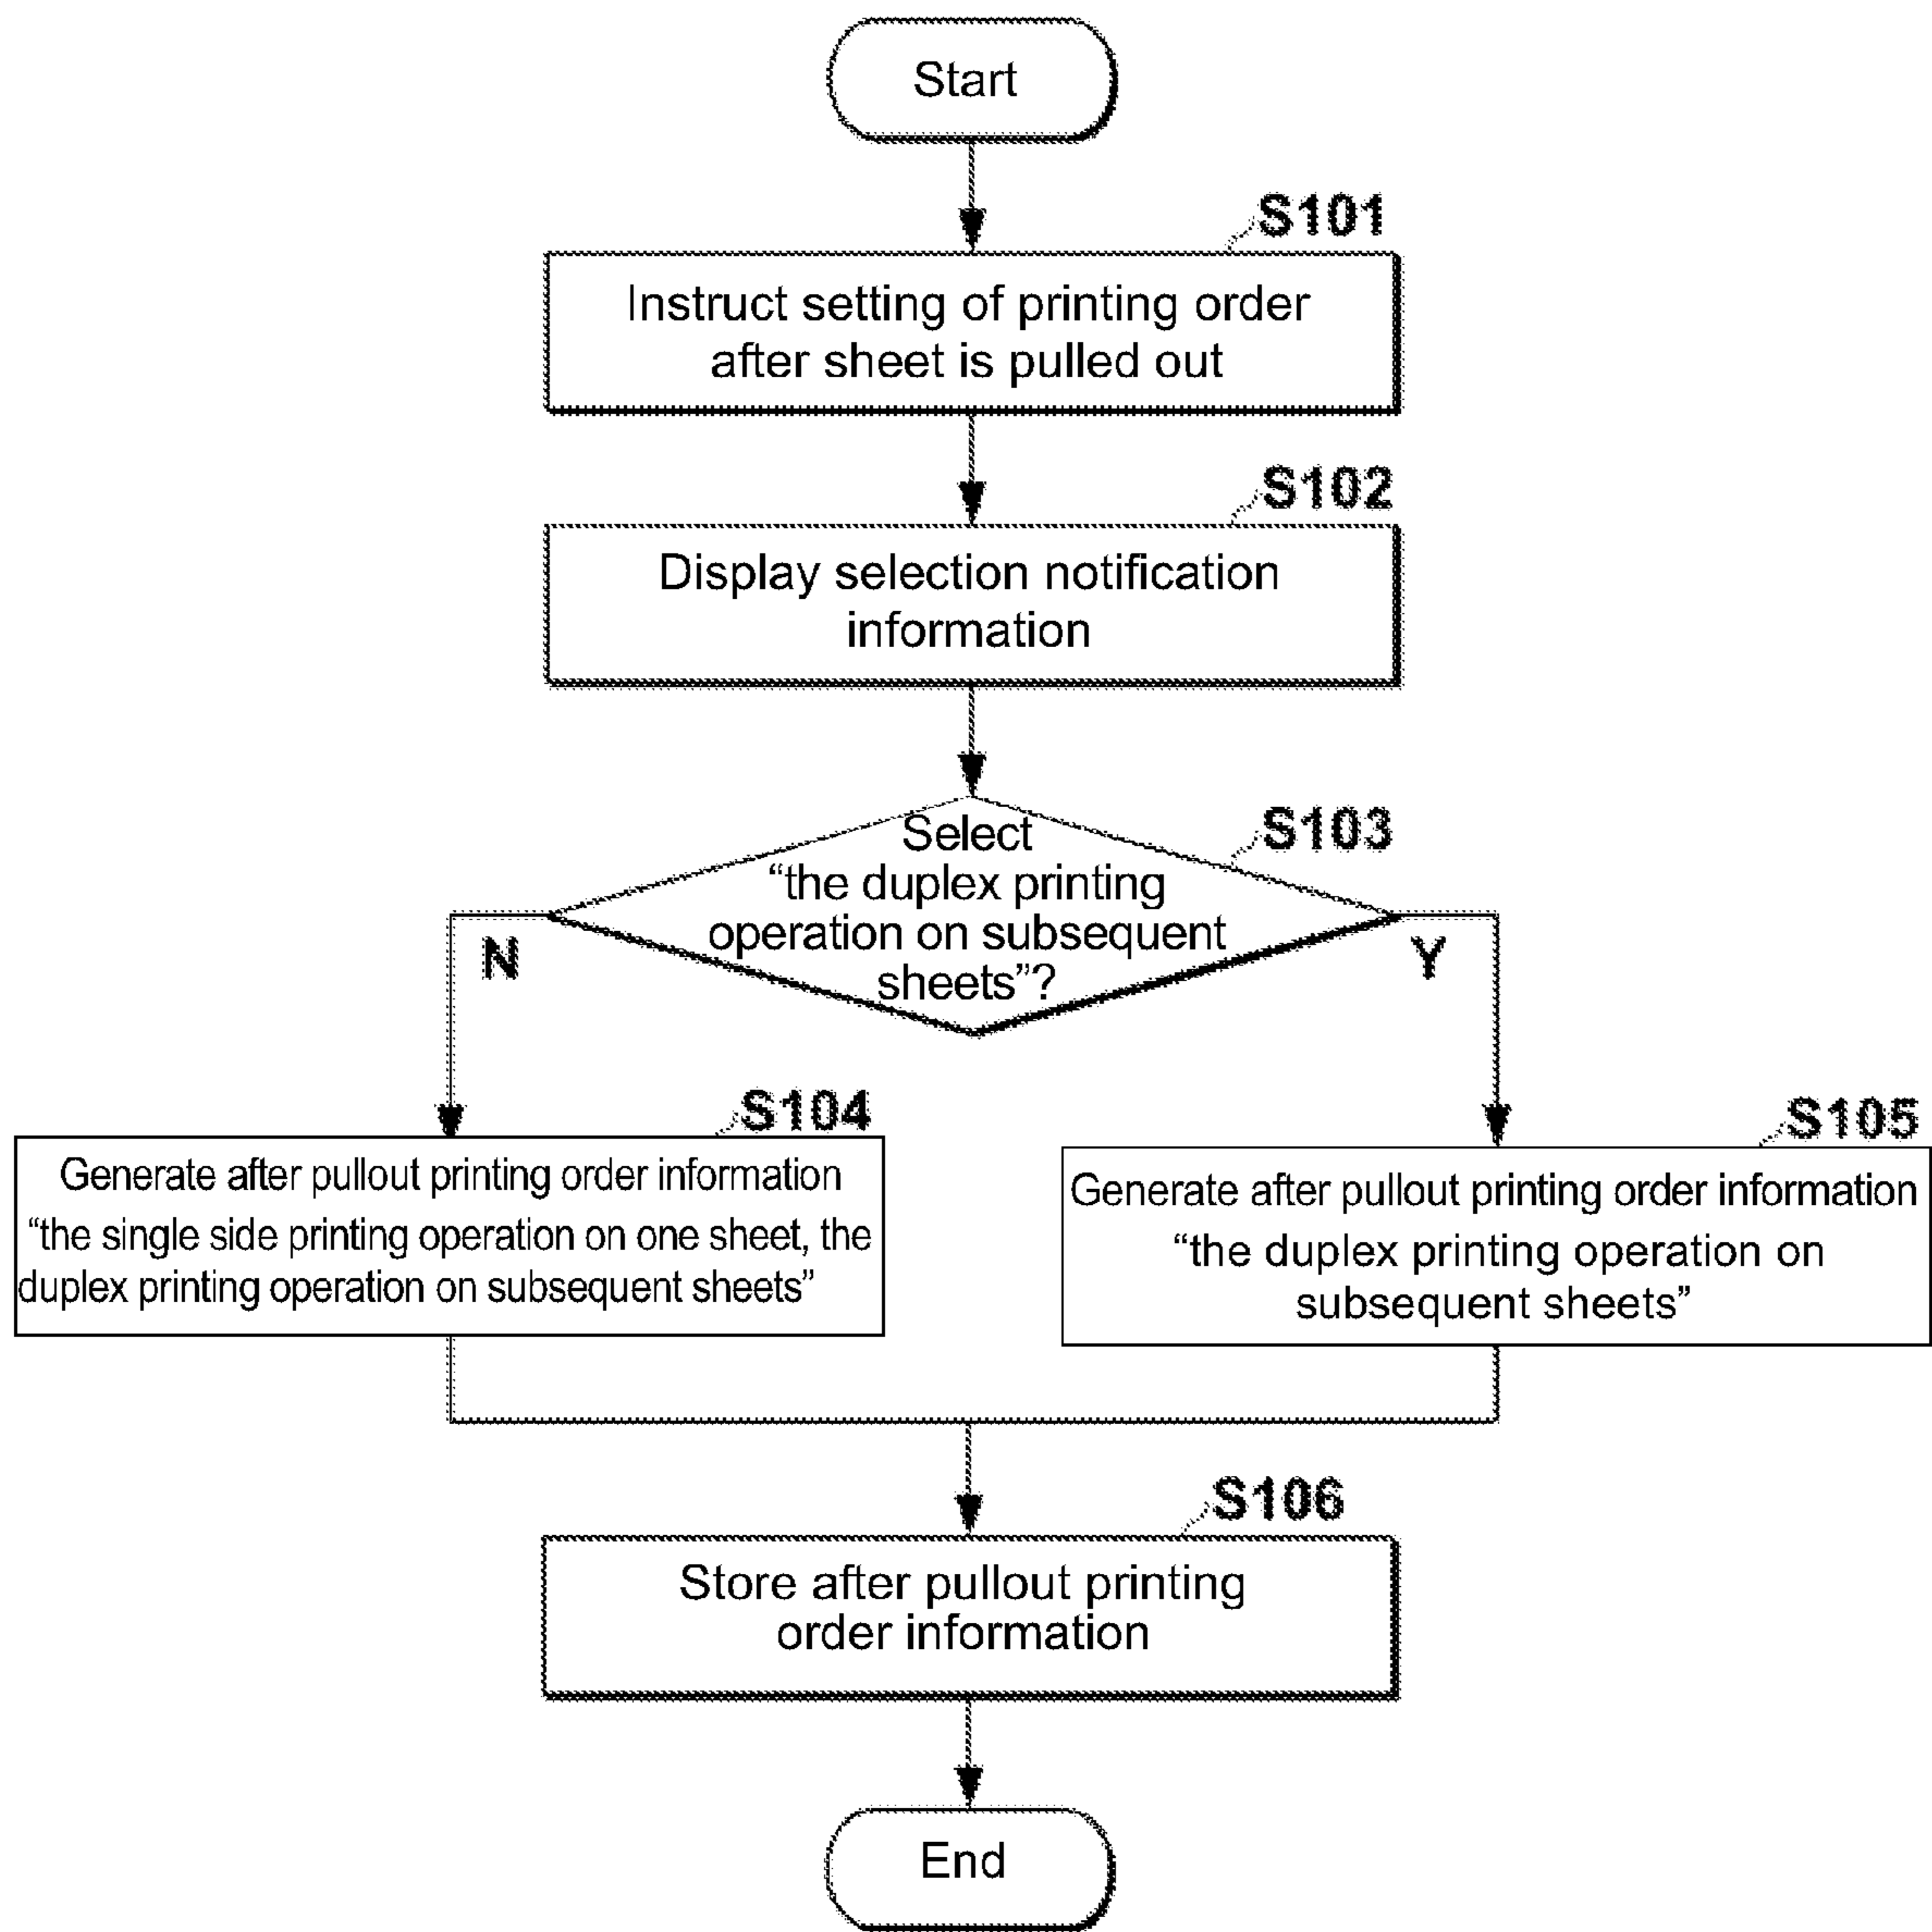 Start
S101
Instruct setting of printing order
after sheet is pulled out
S102
Display selection notification
information
S103
Select
“the duplex printing
operation on subsequent
sheets”?
N
Y
S104
Generate after pullout printing order information
“the single side printing operation on one sheet, the
duplex printing operation on subsequent sheets”
S105
Generate after pullout printing order information
“the duplex printing operation on
subsequent sheets”
S106
Store after pullout printing
order information
End